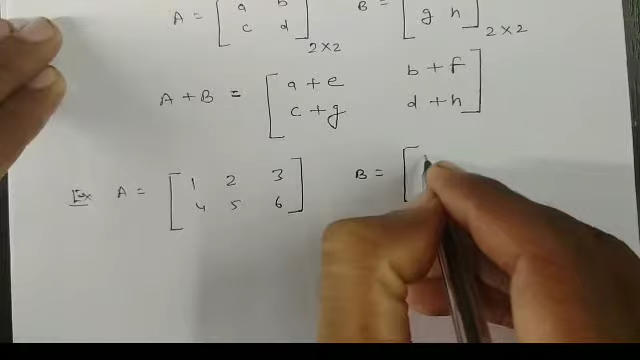 A = [ a b B = [
c d ] 2×2 g h ] 2×2
A + B = [ a + e b + f
c + g d + h ]
Ex A = [ 1 2 3 B = [
4 5 6 ]